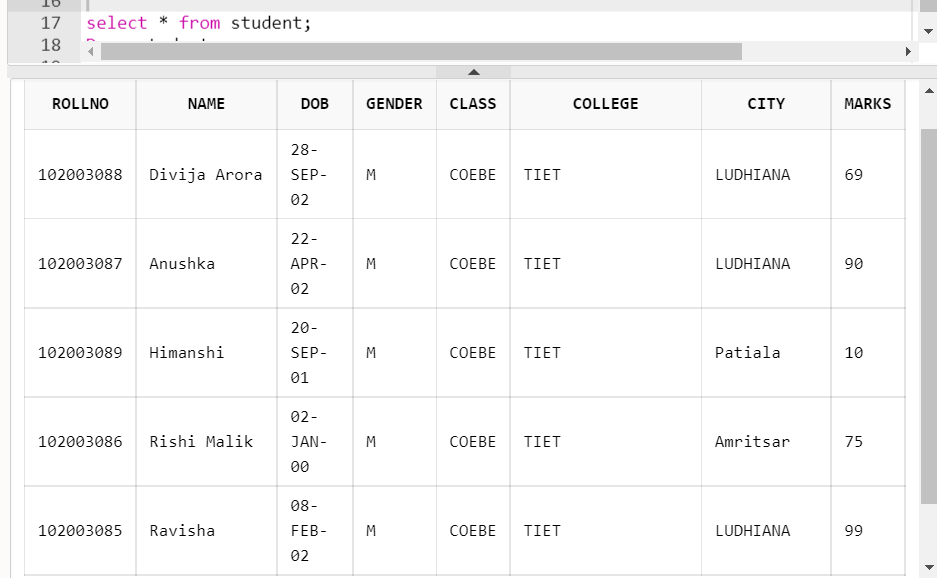 16
17 select * from student;
18
ROLLNO NAME DOB GENDER CLASS COLLEGE CITY MARKS
102003088 Divija Arora 28-SEP-02 M COEBE TIET LUDHIANA 69
102003087 Anushka 22-APR-02 M COEBE TIET LUDHIANA 90
102003089 Himanshi 20-SEP-01 M COEBE TIET Patiala 10
102003086 Rishi Malik 02-JAN-00 M COEBE TIET Amritsar 75
102003085 Ravisha 08-FEB-02 M COEBE TIET LUDHIANA 99